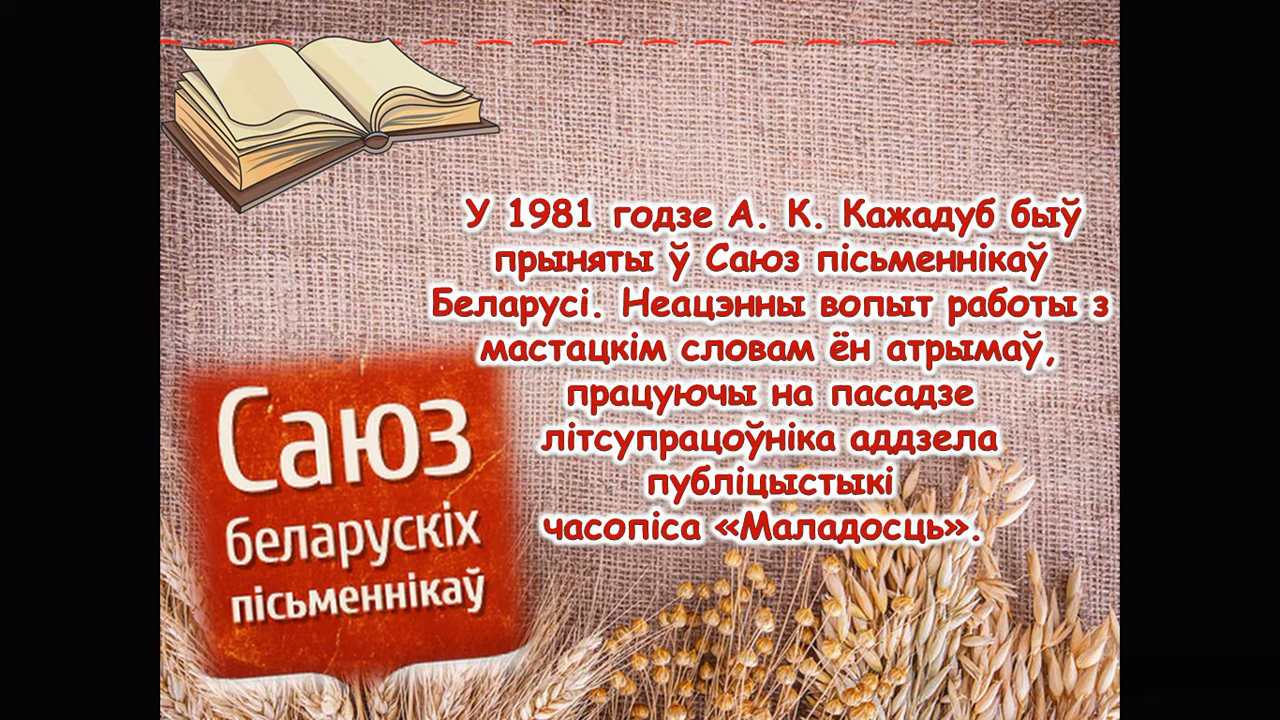 У 1981 годзе А. К. Кажадуб быў
прыняты ў Саюз пісьменнікаў
Беларусі. Неацэнны вопыт работы з
мастацкім словам ён атрымаў,
працуючы на пасадзе
літсупрацоўніка аддзела
публіцыстыкі
часопіса «Маладосць».
Саюз
беларускіх
пісьменнікаў